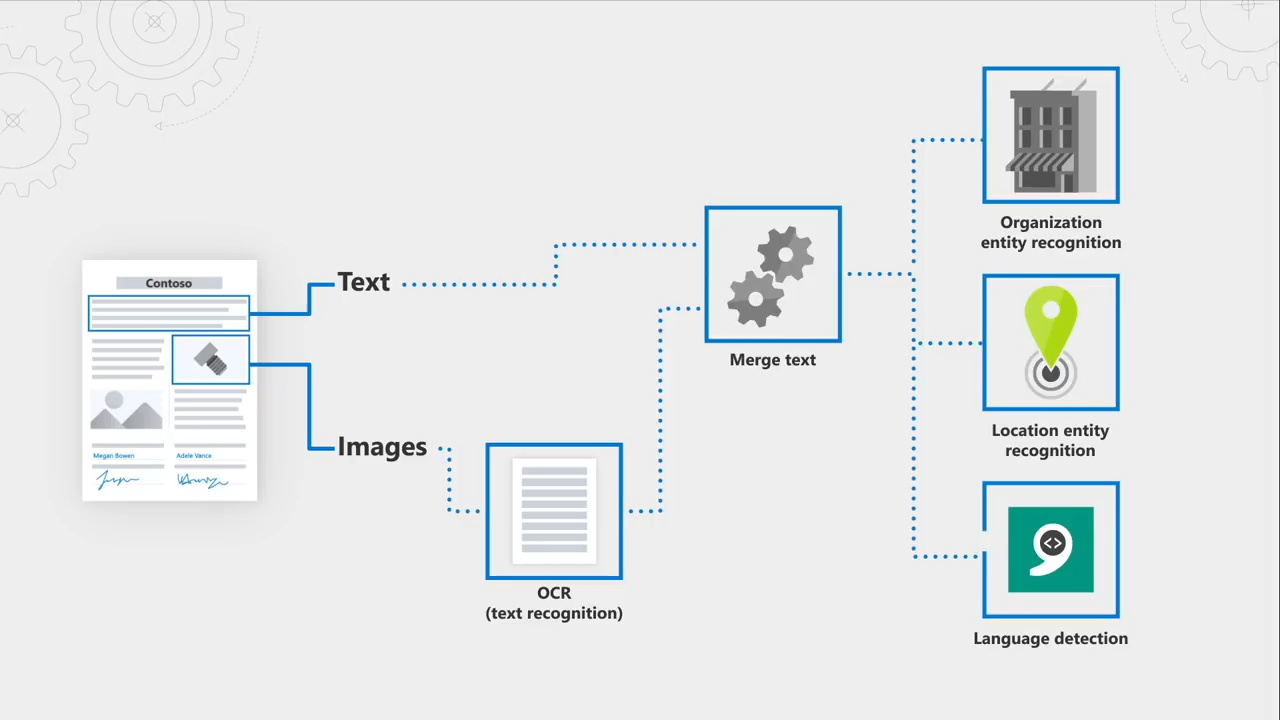 Contoso
Megan Bowen
Adele Vance
Text
Images
OCR
(text recognition)
Merge text
Organization
entity recognition
Location entity
recognition
<>
Language detection